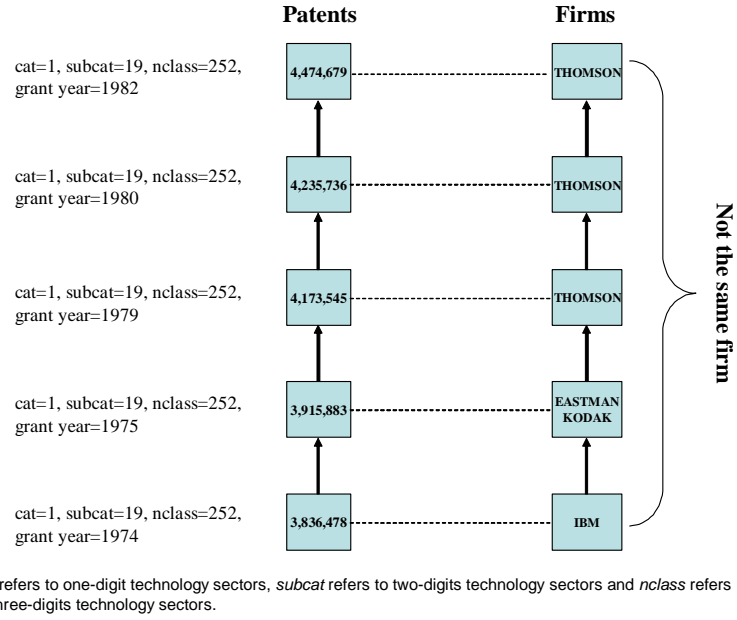 Patents Firms
cat=1, subcat=19, nclass=252,
grant year=1982
4,474,679
THOMSON
cat=1, subcat=19, nclass=252,
grant year=1980
4,235,736
THOMSON
Not the same firm
cat=1, subcat=19, nclass=252,
grant year=1979
4,173,545
THOMSON
cat=1, subcat=19, nclass=252,
grant year=1975
3,915,883
EASTMAN
KODAK
cat=1, subcat=19, nclass=252,
grant year=1974
3,836,478
IBM
refers to one-digit technology sectors, subcat refers to two-digits technology sectors and nclass refers
hree-digits technology sectors.